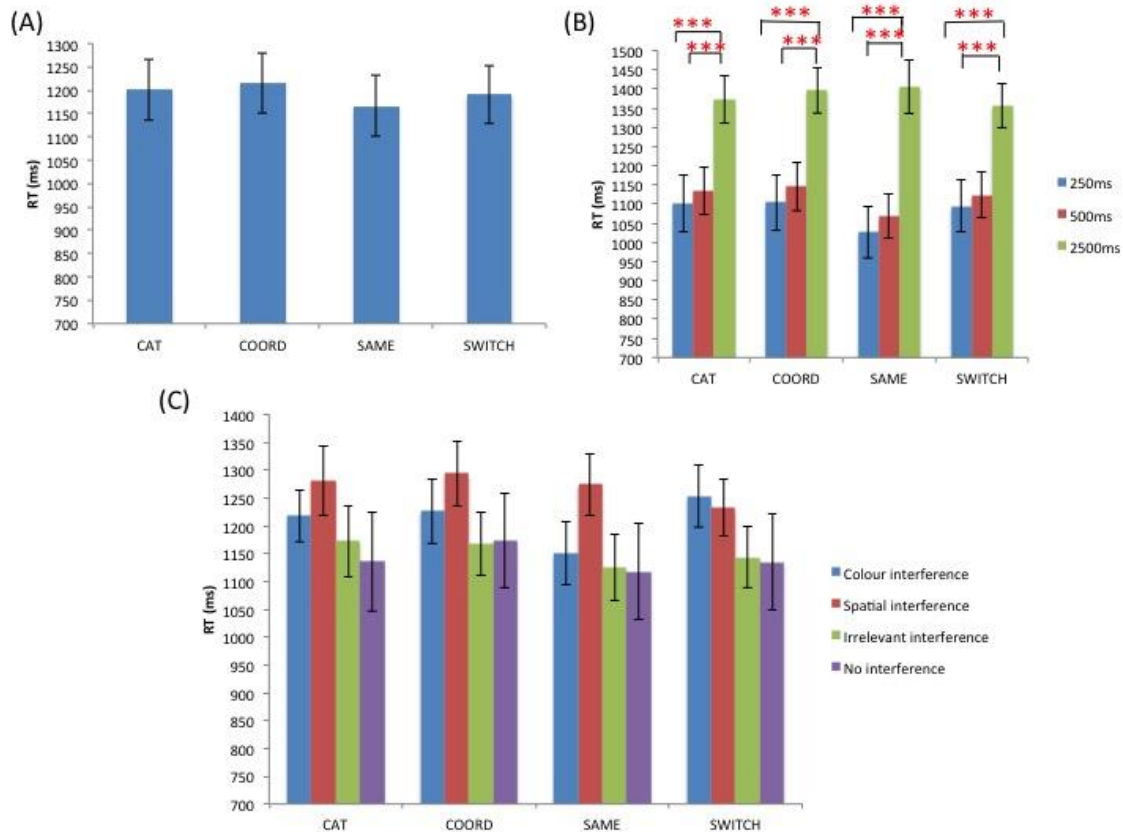 (A)
1300
1250
1200
1150
1100
1050
1000
950
900
850
800
750
700
RT (ms)
CAT COORD SAME SWITCH
(B)
*** *** *** ***
*** *** *** ***
1500
1450
1400
1350
1300
1250
1200
1150
1100
1050
1000
950
900
850
800
750
700
RT (ms)
CAT COORD SAME SWITCH
250ms
500ms
2500ms
(C)
1400
1350
1300
1250
1200
1150
1100
1050
1000
950
900
850
800
750
700
RT (ms)
CAT COORD SAME SWITCH
Colour interference
Spatial interference
Irrelevant interference
No interference